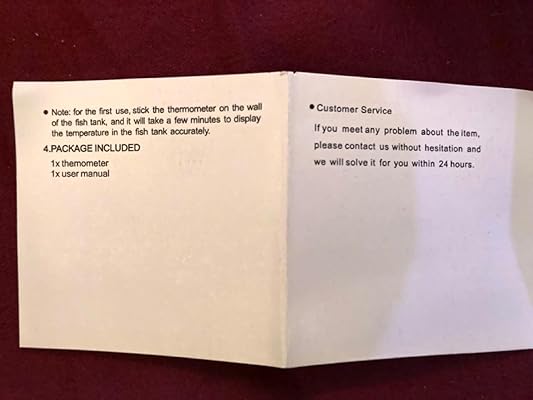 ● Note: for the first use, stick the thermometer on the wall
of the fish tank, and it will take a few minutes to display
the temperature in the fish tank accurately.
4.PACKAGE INCLUDED
1x themometer
1x user manual
● Customer Service
If you meet any problem about the item,
please contact us without hesitation and
we will solve it for you within 24 hours.